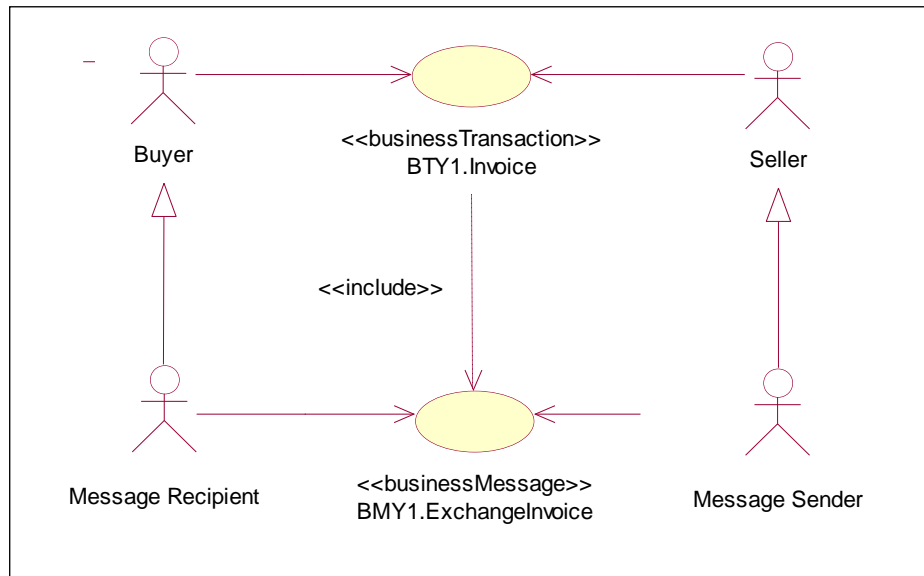 Buyer
<<businessTransaction>>
BTY1.Invoice
Seller
<<include>>
Message Recipient
<<businessMessage>>
BMY1.ExchangeInvoice
Message Sender